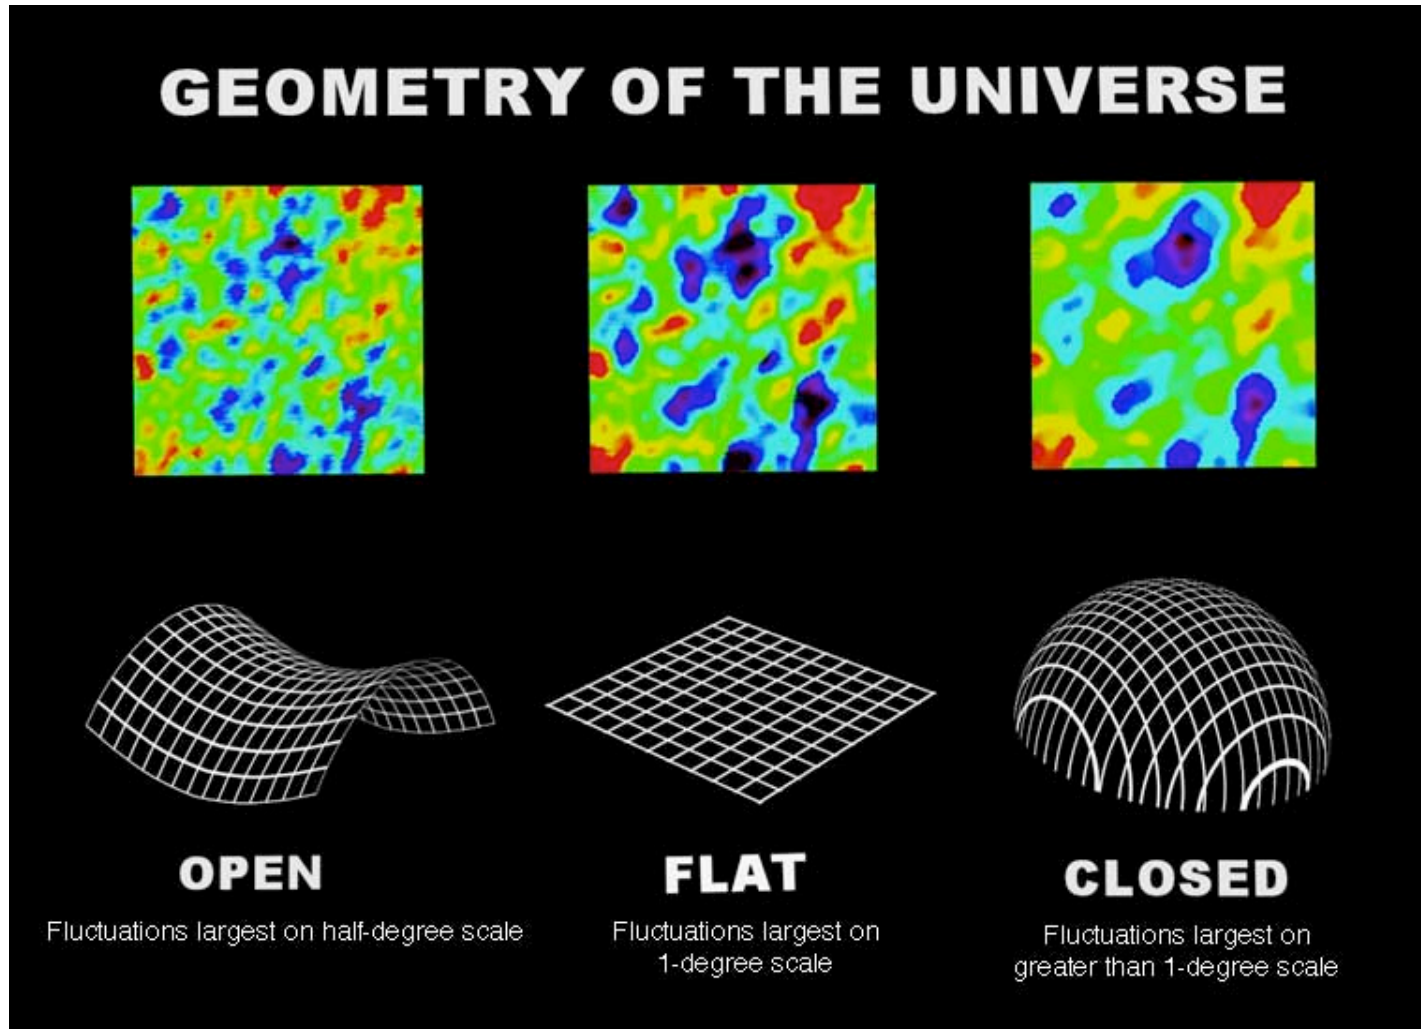 GEOMETRY OF THE UNIVERSE
OPEN
Fluctuations largest on half-degree scale
FLAT
Fluctuations largest on
1-degree scale
CLOSED
Fluctuations largest on
greater than 1-degree scale